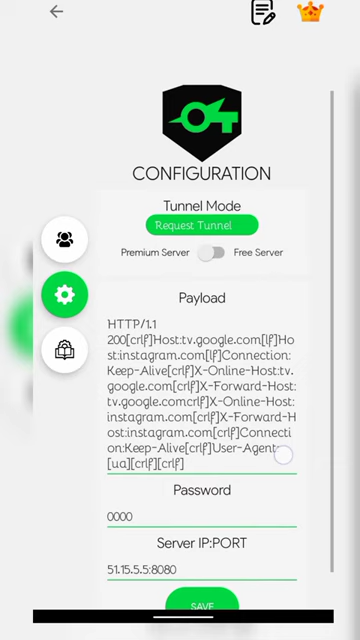 CONFIGURATION
Tunnel Mode
Request Tunnel
Premium Server Free Server
Payload
HTTP/1.1
200[crlf]Host:tv.google.com[lf]Ho
st:instagram.com[lf]Connection:
Keep-Alive[crlf]X-Online-Host:tv.
google.com[crlf]X-Forward-Host:
tv.google.comcrlf]X-Online-Host:
instagram.com[crlf]X-Forward-H
ost:instagram.com[crlf]Connecti
on:Keep-Alive[crlf]User-Agent:
[ua][crlf][crlf]
Password
0000
Server IP:PORT
51.15.5.5:8080
SAVE